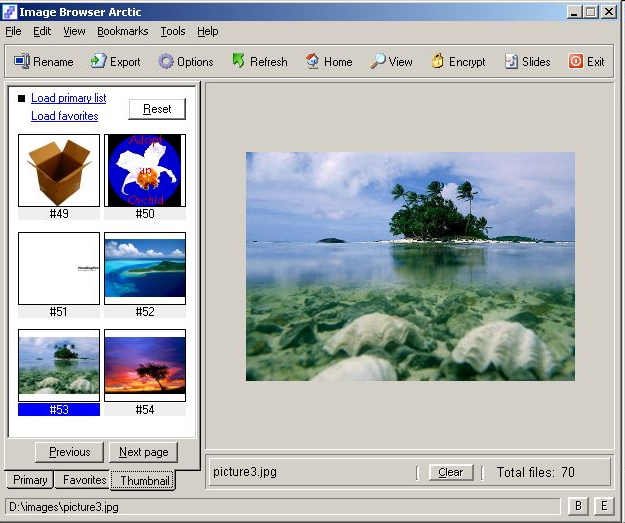 Image Browser Arctic
File Edit View Bookmarks Tools Help
Rename Export Options Refresh Home View Encrypt Slides Exit
Load primary list
Load favorites
Reset
Adopt
an
Orchid
#49 #50
#51 #52
#53 #54
Previous Next page
Primary Favorites Thumbnail
picture3.jpg Clear Total files: 70
D:\images\picture3.jpg B E